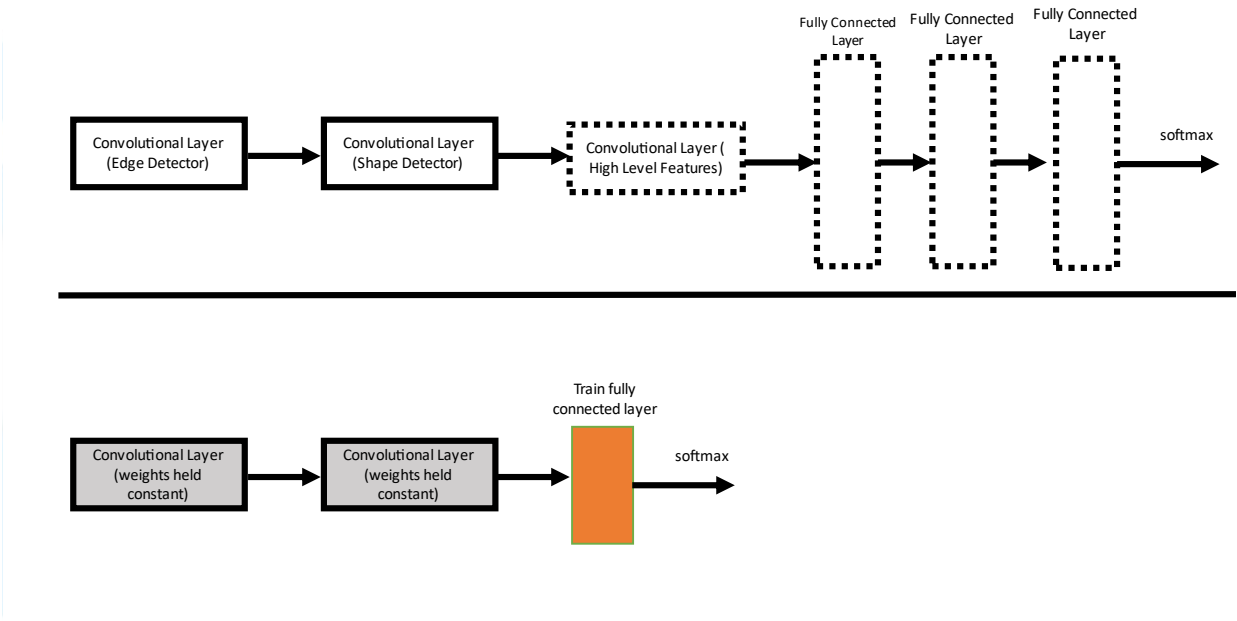 Fully Connected
Layer
Fully Connected
Layer
Fully Connected
Layer
Convolutional Layer
(Edge Detector)
Convolutional Layer
(Shape Detector)
Convolutional Layer (
High Level Features)
softmax
Train fully
connected layer
Convolutional Layer
(weights held
constant)
Convolutional Layer
(weights held
constant)
softmax